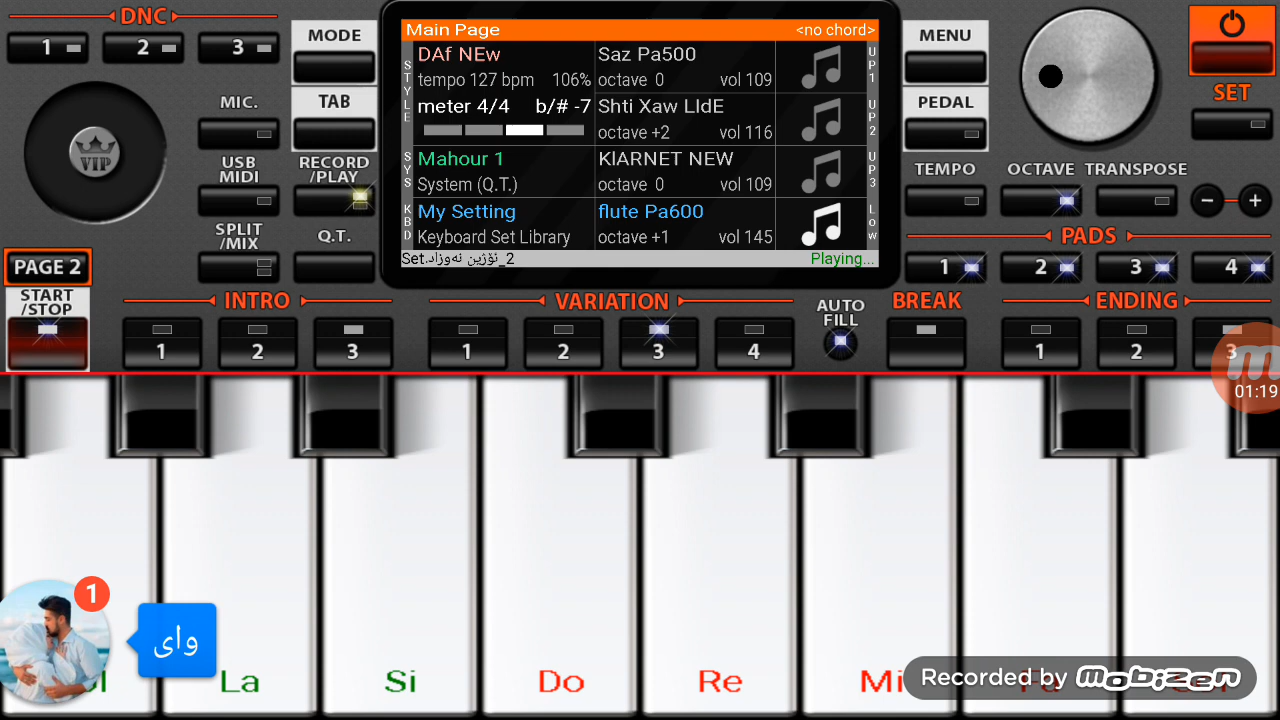 DNC
1 2 3
MODE
TAB
MIC.
USB
MIDI
RECORD
/PLAY
SPLIT
/MIX
Q.T.
VIP
PAGE 2
START
/STOP
Main Page <no chord>
STYLE
DAf NEw
tempo 127 bpm 106%
meter 4/4 b/# -7
SYS
Mahour 1
System (Q.T.)
KBD
My Setting
Keyboard Set Library
Saz Pa500
octave 0 vol 109
UP1
Shti Xaw LIdE
octave +2 vol 116
UP2
KlARNET NEW
octave 0 vol 109
UP3
flute Pa600
octave +1 vol 145
Low
Set.ئۆژین نەوزاد_2
Playing...
MENU
PEDAL
SET
TEMPO OCTAVE TRANSPOSE
− +
PADS
1 2 3 4
INTRO
1 2 3
VARIATION
1 2 3 4
AUTO
FILL
BREAK
ENDING
1 2 3
01:19
1
وای
La Si Do Re Mi
Recorded by mobizen